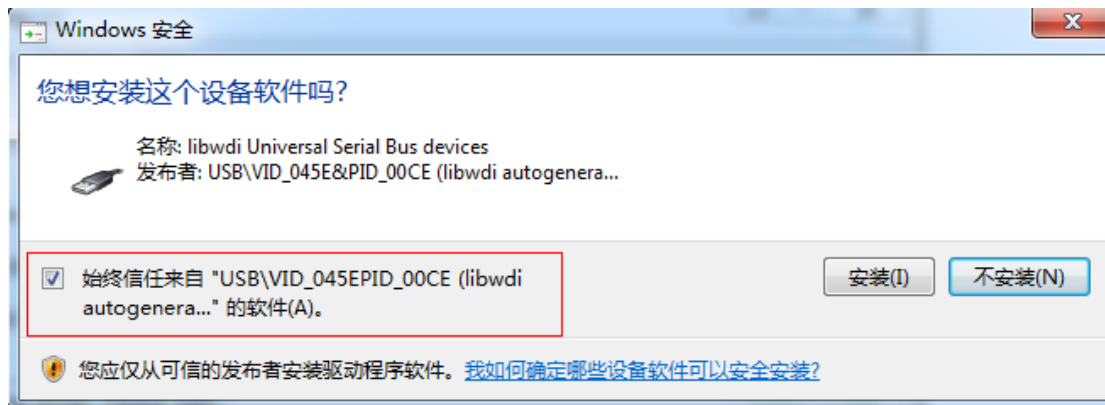 Windows 安全
您想安装这个设备软件吗?
名称: libwdi Universal Serial Bus devices
发布者: USB\VID_045E&PID_00CE (libwdi autogenera...
始终信任来自 "USB\VID_045EPID_00CE (libwdi
autogenera..." 的软件(A)。
安装(I)
不安装(N)
您应仅从可信的发布者安装驱动程序软件。我如何确定哪些设备软件可以安全安装?